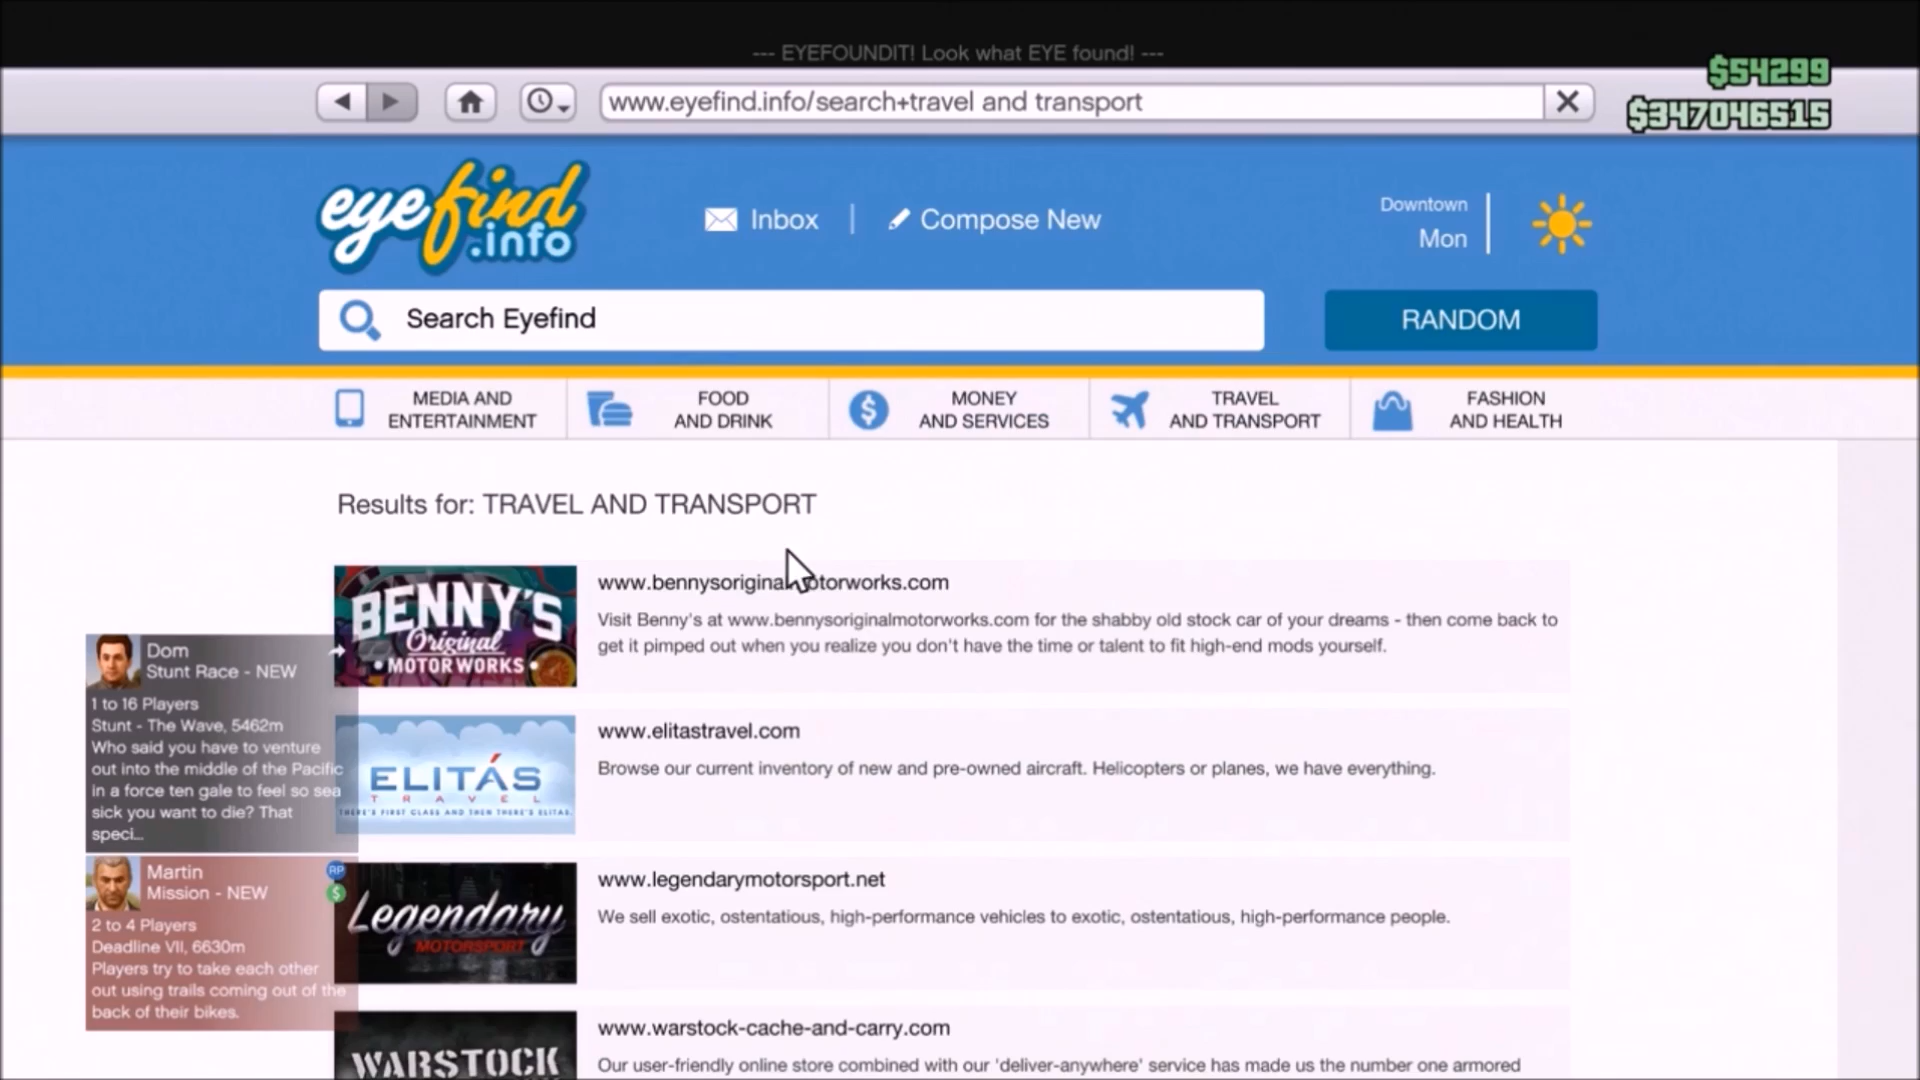 --- EYEFOUNDIT! Look what EYE found! ---
$54299
$347046515
www.eyefind.info/search+travel and transport
eyefind
.info
Inbox
Compose New
Downtown
Mon
Search Eyefind
RANDOM
MEDIA AND
ENTERTAINMENT
FOOD
AND DRINK
MONEY
AND SERVICES
TRAVEL
AND TRANSPORT
FASHION
AND HEALTH
Results for: TRAVEL AND TRANSPORT
BENNY'S
Original
• MOTORWORKS •
www.bennysoriginalmotorworks.com
Visit Benny's at www.bennysoriginalmotorworks.com for the shabby old stock car of your dreams - then come back to
get it pimped out when you realize you don't have the time or talent to fit high-end mods yourself.
ELITÁS
TRAVEL
THERE'S FIRST CLASS AND THEN THERE'S ELITAS.
www.elitastravel.com
Browse our current inventory of new and pre-owned aircraft. Helicopters or planes, we have everything.
Legendary
MOTORSPORT
www.legendarymotorsport.net
We sell exotic, ostentatious, high-performance vehicles to exotic, ostentatious, high-performance people.
WARSTOCK
www.warstock-cache-and-carry.com
Our user-friendly online store combined with our 'deliver-anywhere' service has made us the number one armored
Dom
Stunt Race - NEW
1 to 16 Players
Stunt - The Wave, 5462m
Who said you have to venture
out into the middle of the Pacific
in a force ten gale to feel so sea
sick you want to die? That
speci...
Martin
Mission - NEW
RP
$
2 to 4 Players
Deadline VII, 6630m
Players try to take each other
out using trails coming out of the
back of their bikes.